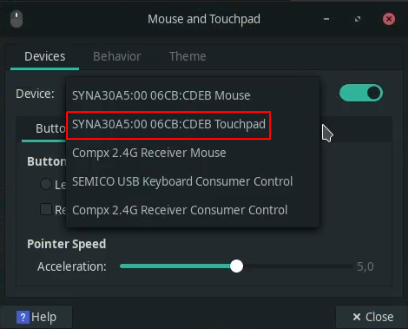 Mouse and Touchpad
Devices Behavior Theme
Device:
SYNA30A5:00 06CB:CDEB Mouse
SYNA30A5:00 06CB:CDEB Touchpad
Compx 2.4G Receiver Mouse
SEMICO USB Keyboard Consumer Control
Compx 2.4G Receiver Consumer Control
Butto
Button
Le
Re
Pointer Speed
Acceleration: 5,0
? Help × Close